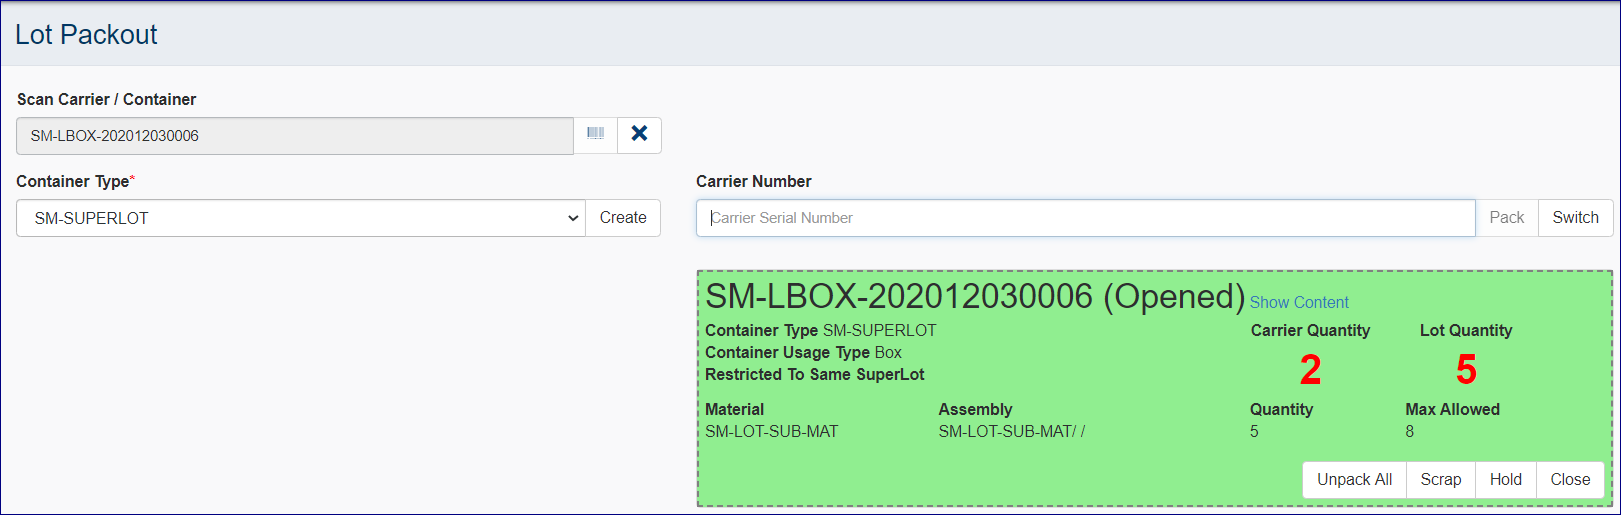 Lot Packout
Scan Carrier / Container
SM-LBOX-202012030006
Container Type*
SM-SUPERLOT
Create
Carrier Number
Carrier Serial Number
Pack
Switch
SM-LBOX-202012030006 (Opened) Show Content
Container Type SM-SUPERLOT
Container Usage Type Box
Restricted To Same SuperLot
Carrier Quantity
2
Lot Quantity
5
Material Assembly Quantity Max Allowed
SM-LOT-SUB-MAT SM-LOT-SUB-MAT/ / 5 8
Unpack All Scrap Hold Close